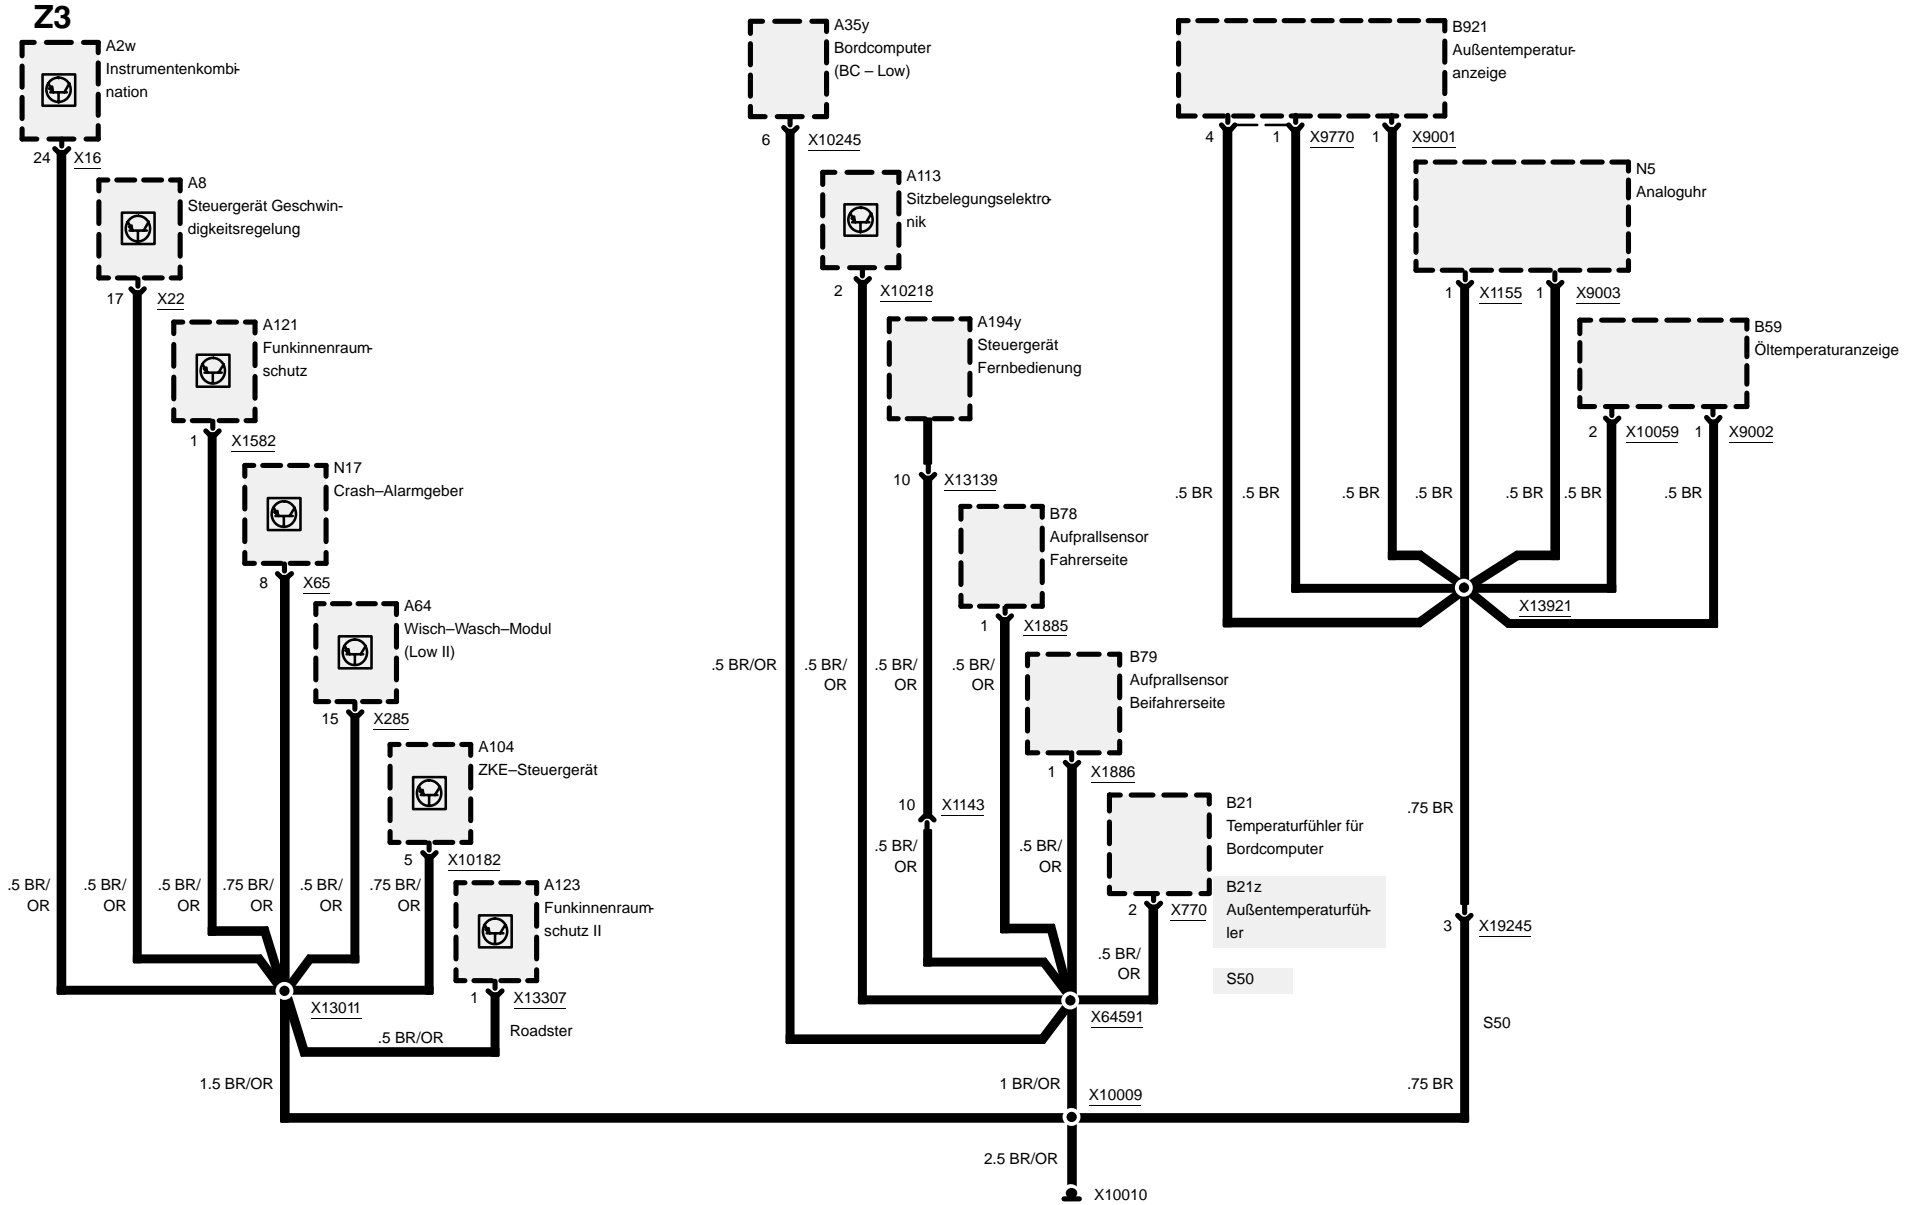 Z3
A2w
Instrumentenkombi-
nation
24 X16
A8
Steuergerät Geschwin-
digkeitsregelung
17 X22
A121
Funkinnenraum-
schutz
1 X1582
N17
Crash–Alarmgeber
8 X65
A64
Wisch–Wasch–Modul
(Low II)
15 X285
A104
ZKE–Steuergerät
5 X10182
A123
Funkinnenraum-
schutz II
1 X13307
Roadster
.5 BR/
OR
.5 BR/
OR
.5 BR/
OR
.75 BR/
OR
.5 BR/
OR
.75 BR/
OR
X13011
.5 BR/OR
1.5 BR/OR
A35y
Bordcomputer
(BC – Low)
6 X10245
A113
Sitzbelegungselektro-
nik
2 X10218
A194y
Steuergerät
Fernbedienung
10 X13139
B78
Aufprallsensor
Fahrerseite
1 X1885
B79
Aufprallsensor
Beifahrerseite
1 X1886
.5 BR/OR
.5 BR/
OR
.5 BR/
OR
.5 BR/
OR
10 X1143
.5 BR/
OR
.5 BR/
OR
B21
Temperaturfühler für
Bordcomputer
B21z
Außentemperaturfüh-
ler
S50
2 X770
.5 BR/
OR
X64591
1 BR/OR
X10009
2.5 BR/OR
X10010
B921
Außentemperatur-
anzeige
4 1 X9770 1 X9001
N5
Analoguhr
1 X1155 1 X9003
B59
Öltemperaturanzeige
2 X10059 1 X9002
.5 BR .5 BR .5 BR .5 BR .5 BR .5 BR .5 BR
X13921
.75 BR
3 X19245
S50
.75 BR